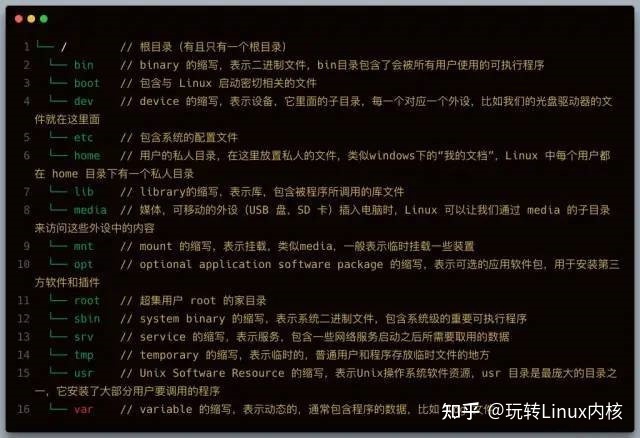 1 └── / // 根目录（有且只有一个根目录）
2 └── bin // binary 的缩写，表示二进制文件，bin目录包含了会被所有用户使用的可执行程序
3 └── boot // 包含与 Linux 启动密切相关的文件
4 └── dev // device 的缩写，表示设备，它里面的子目录，每一个对应一个外设，比如我们的光盘驱动器的文
件就在这里面
5 └── etc // 包含系统的配置文件
6 └── home // 用户的私人目录，在这里放置私人的文件，类似windows下的“我的文档”，Linux 中每个用户都
在 home 目录下有一个私人目录
7 └── lib // library的缩写，表示库，包含被程序所调用的库文件
8 └── media // 媒体，可移动的外设（USB 盘，SD 卡）插入电脑时，Linux 可以让我们通过 media 的子目录
来访问这些外设中的内容
9 └── mnt // mount 的缩写，表示挂载，类似media，一般表示临时挂载一些装置
10 └── opt // optional application software package 的缩写，表示可选的应用软件包，用于安装第三
方软件和插件
11 └── root // 超集用户 root 的家目录
12 └── sbin // system binary 的缩写，表示系统二进制文件，包含系统级的重要可执行程序
13 └── srv // service 的缩写，表示服务，包含一些网络服务启动之后所需要取用的数据
14 └── tmp // temporary 的缩写，表示临时的，普通用户和程序存放临时文件的地方
15 └── usr // Unix Software Resource 的缩写，表示Unix操作系统软件资源，usr 目录是最庞大的目录之
一，它安装了大部分用户要调用的程序
16 └── var // variable 的缩写，表示动态的，通常包含程序的数据，比如
知乎 @玩转Linux内核